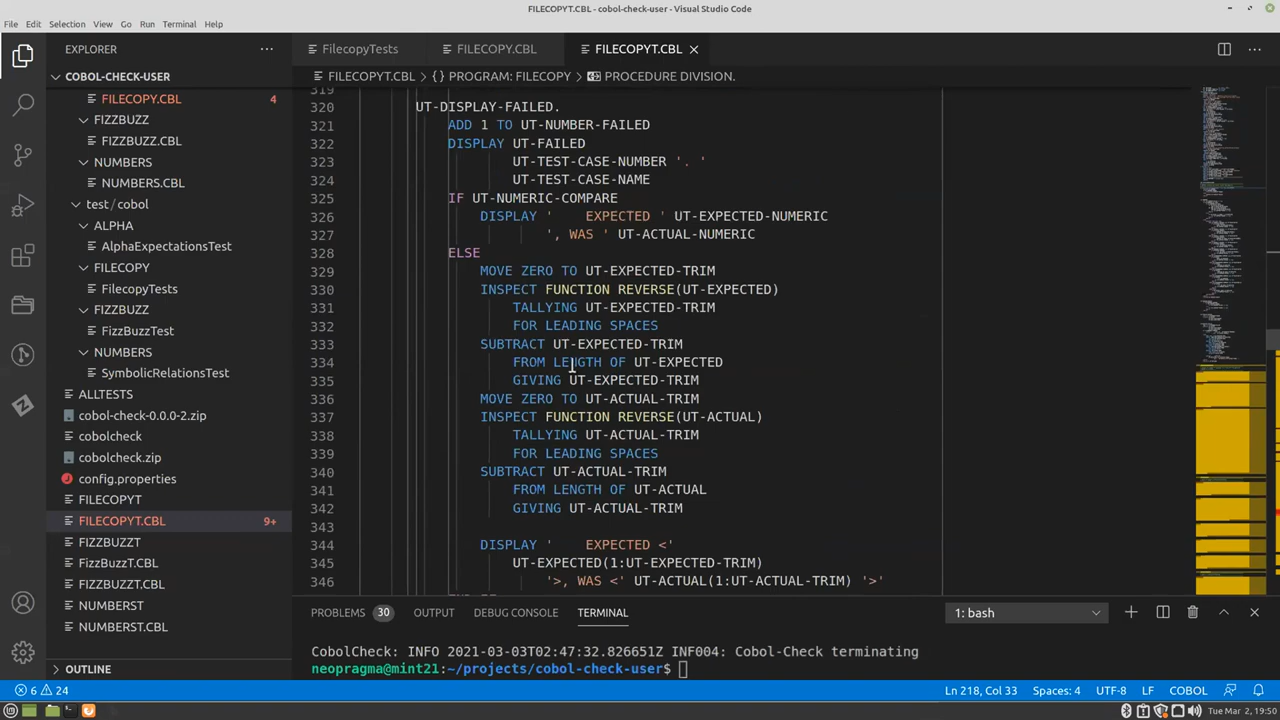 FILECOPYT.CBL - cobol-check-user - Visual Studio Code
File Edit Selection View Go Run Terminal Help
EXPLORER
FilecopyTests
FILECOPY.CBL
FILECOPYT.CBL
COBOL-CHECK-USER
FILECOPYT.CBL > {} PROGRAM: FILECOPY > PROCEDURE DIVISION.
FILECOPY.CBL 4
FIZZBUZZ
FIZZBUZZ.CBL
NUMBERS
NUMBERS.CBL
test/cobol
ALPHA
AlphaExpectationsTest
FILECOPY
FilecopyTests
FIZZBUZZ
FizzBuzzTest
NUMBERS
SymbolicRelationsTest
ALLTESTS
cobol-check-0.0.0-2.zip
cobolcheck
cobolcheck.zip
config.properties
FILECOPYT
FILECOPYT.CBL 9+
FIZZBUZZT
FizzBuzzT.CBL
FIZZBUZZT.CBL
NUMBERST
NUMBERST.CBL
OUTLINE
319
320 UT-DISPLAY-FAILED.
321 ADD 1 TO UT-NUMBER-FAILED
322 DISPLAY UT-FAILED
323 UT-TEST-CASE-NUMBER '. '
324 UT-TEST-CASE-NAME
325 IF UT-NUMERIC-COMPARE
326 DISPLAY '    EXPECTED ' UT-EXPECTED-NUMERIC
327 ', WAS ' UT-ACTUAL-NUMERIC
328 ELSE
329 MOVE ZERO TO UT-EXPECTED-TRIM
330 INSPECT FUNCTION REVERSE(UT-EXPECTED)
331 TALLYING UT-EXPECTED-TRIM
332 FOR LEADING SPACES
333 SUBTRACT UT-EXPECTED-TRIM
334 FROM LENGTH OF UT-EXPECTED
335 GIVING UT-EXPECTED-TRIM
336 MOVE ZERO TO UT-ACTUAL-TRIM
337 INSPECT FUNCTION REVERSE(UT-ACTUAL)
338 TALLYING UT-ACTUAL-TRIM
339 FOR LEADING SPACES
340 SUBTRACT UT-ACTUAL-TRIM
341 FROM LENGTH OF UT-ACTUAL
342 GIVING UT-ACTUAL-TRIM
343
344 DISPLAY '    EXPECTED <'
345 UT-EXPECTED(1:UT-EXPECTED-TRIM)
346 '>, WAS <' UT-ACTUAL(1:UT-ACTUAL-TRIM) '>'
PROBLEMS 30 OUTPUT DEBUG CONSOLE TERMINAL
1: bash
CobolCheck: INFO 2021-03-03T02:47:32.826651Z INF004: Cobol-Check terminating
neopragma@mint21:~/projects/cobol-check-user$
6 24
Ln 218, Col 33 Spaces: 4 UTF-8 LF COBOL
Tue Mar 2, 19:50